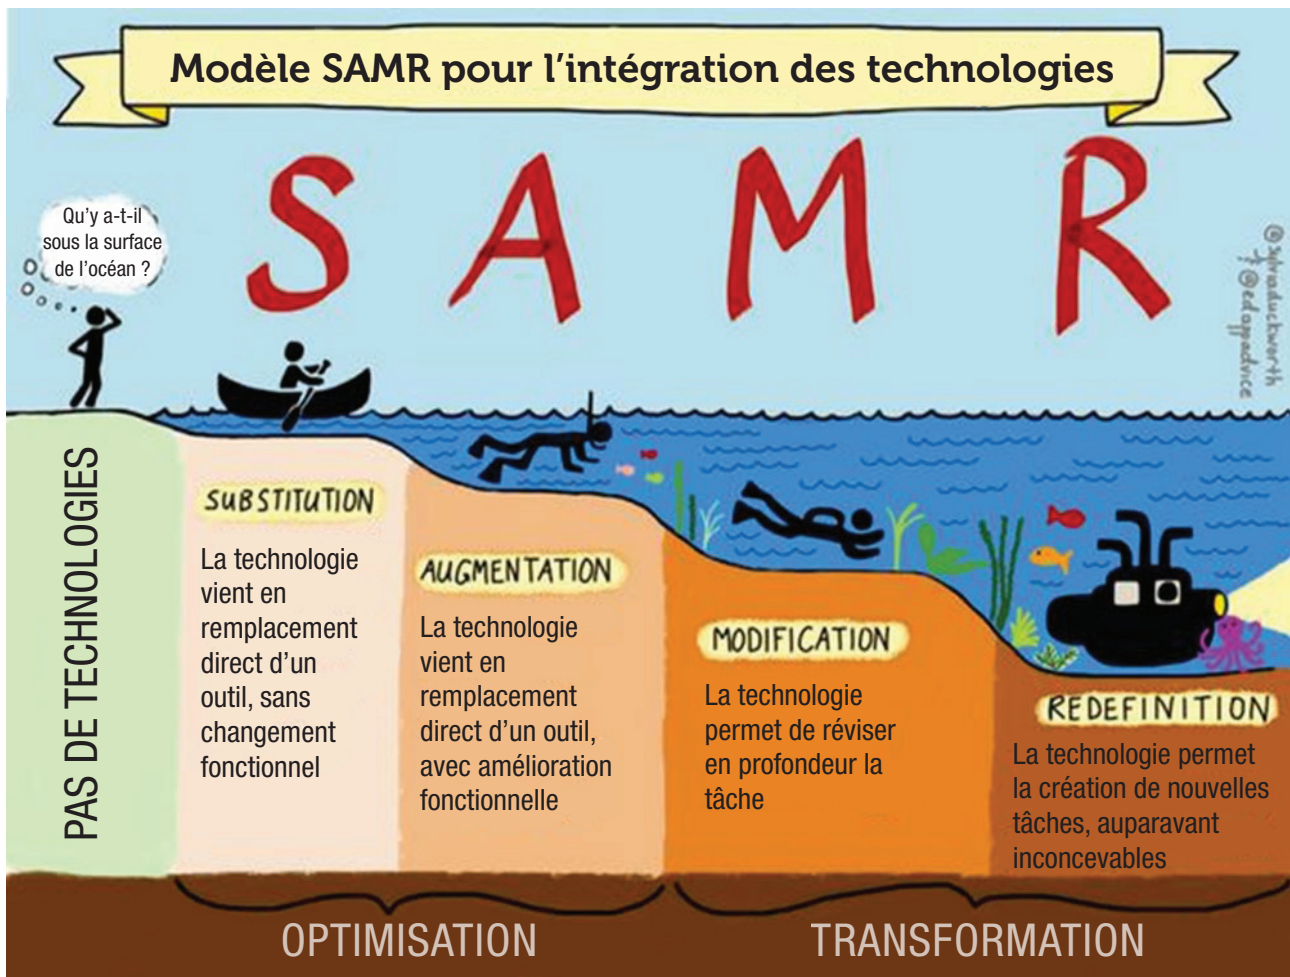 Modèle SAMR pour l'intégration des technologies
S A M R
Qu'y a-t-il
sous la surface
de l'océan ?
@sylviaduckworth
@edappadvice
PAS DE TECHNOLOGIES
SUBSTITUTION
La technologie
vient en
remplacement
direct d'un
outil, sans
changement
fonctionnel
AUGMENTATION
La technologie
vient en
remplacement
direct d'un outil,
avec amélioration
fonctionnelle
MODIFICATION
La technologie
permet de réviser
en profondeur la
tâche
REDEFINITION
La technologie permet
la création de nouvelles
tâches, auparavant
inconcevables
OPTIMISATION
TRANSFORMATION